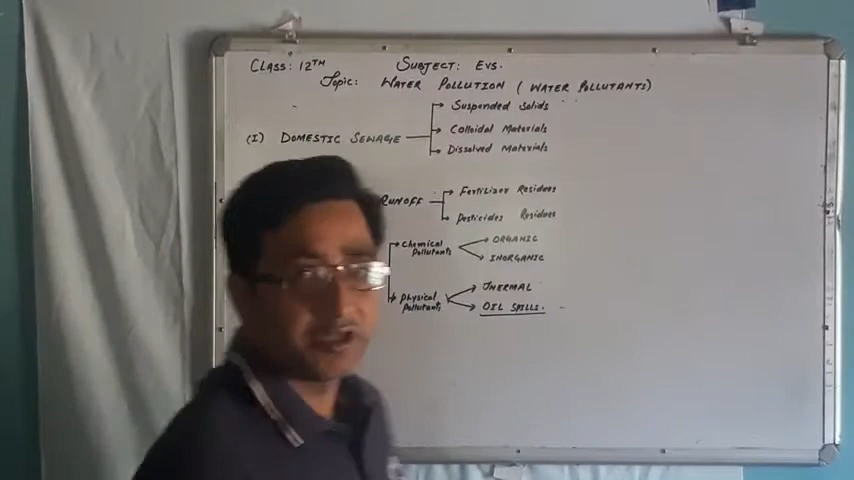 CLASS: 12TH SUBJECT: EVS.
Topic: WATER POLLUTION (WATER POLLUTANTS)
Suspended Solids
(I) DOMESTIC SEWAGE Colloidal Materials
Dissolved Materials
RUNOFF Fertilizer Residues
Pesticides Residues
Chemical Pollutants ORGANIC
INORGANIC
Physical Pollutants THERMAL
OIL SPILLS.